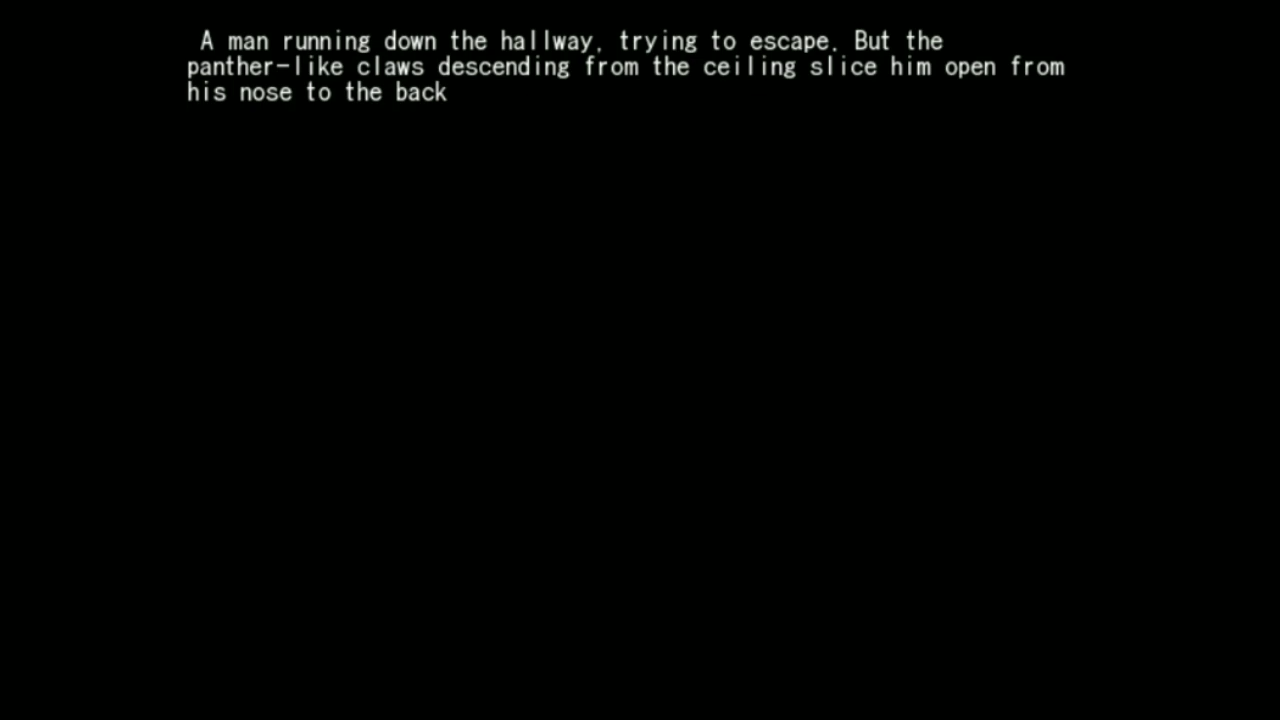 A man running down the hallway, trying to escape. But the
panther-like claws descending from the ceiling slice him open from
his nose to the back